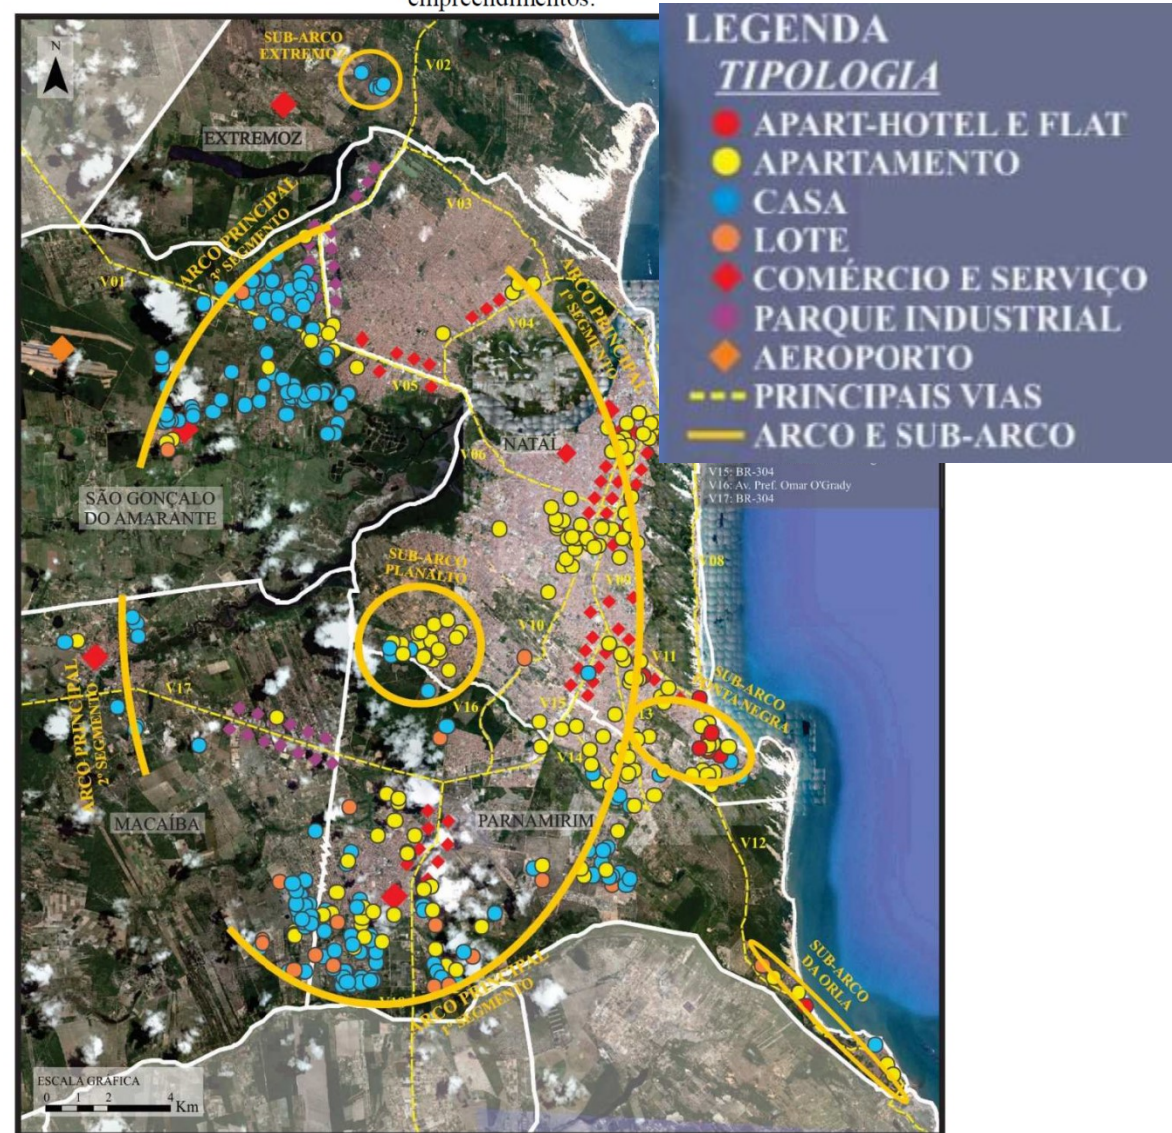 empreendimentos.
LEGENDA
TIPOLOGIA
APART-HOTEL E FLAT
APARTAMENTO
CASA
LOTE
COMÉRCIO E SERVIÇO
PARQUE INDUSTRIAL
AEROPORTO
PRINCIPAIS VIAS
ARCO E SUB-ARCO
V15: BR-304
V16: Av. Pref. Omar O'Grady
V17: BR-304
N
SUB-ARCO
EXTREMOZ
V02
EXTREMOZ
V03
ARCO PRINCIPAL
3º SEGMENTO
V01
ARCO PRINCIPAL
1º SEGMENTO
V04
V05
NATAL
V06
SÃO GONÇALO
DO AMARANTE
SUB-ARCO
PLANALTO
V08
V09
V10
V11
SUB-ARCO
PONTA NEGRA
ARCO PRINCIPAL
2º SEGMENTO
V17
V16
V15
13
V14
MACAÍBA
PARNAMIRIM
V12
SUB-ARCO
DA ORLA
ARCO PRINCIPAL
1º SEGMENTO
ESCALA GRÁFICA
0 1 2 4 Km